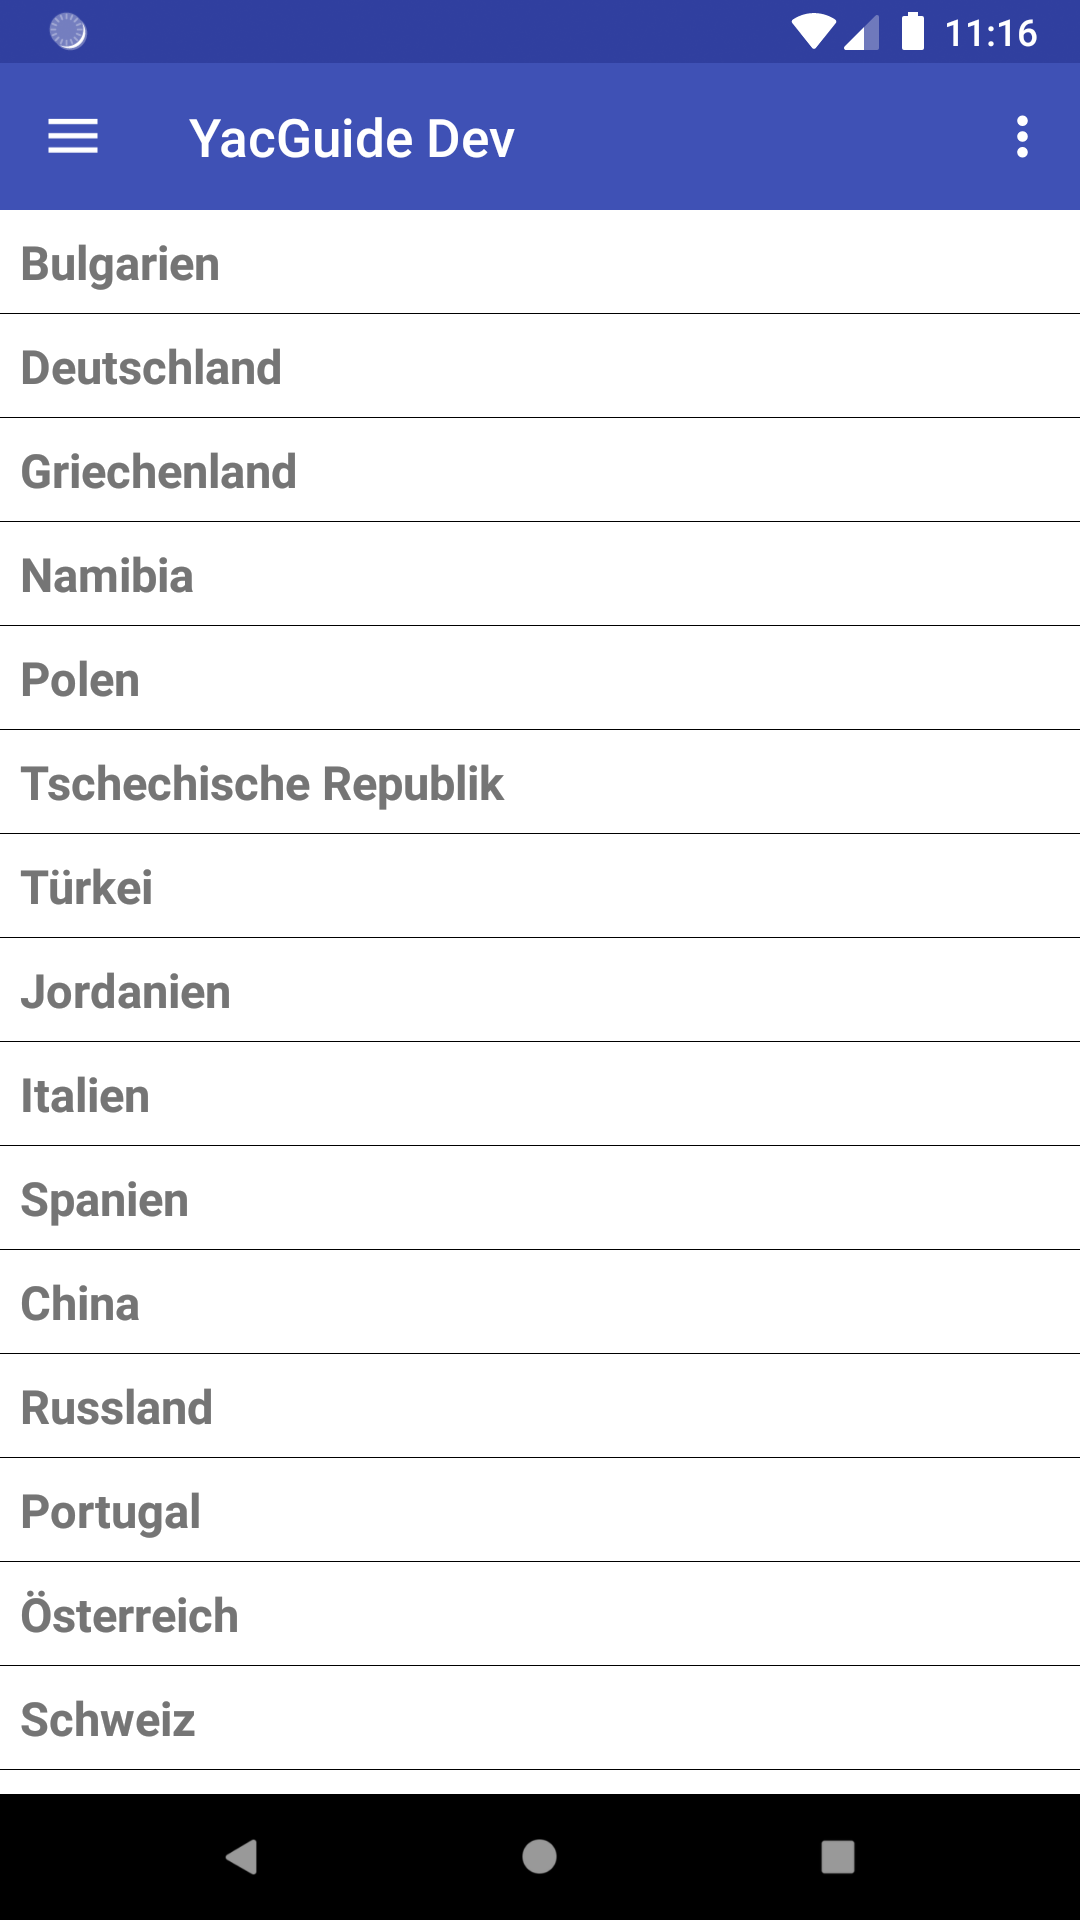 11:16
YacGuide Dev
Bulgarien
Deutschland
Griechenland
Namibia
Polen
Tschechische Republik
Türkei
Jordanien
Italien
Spanien
China
Russland
Portugal
Österreich
Schweiz